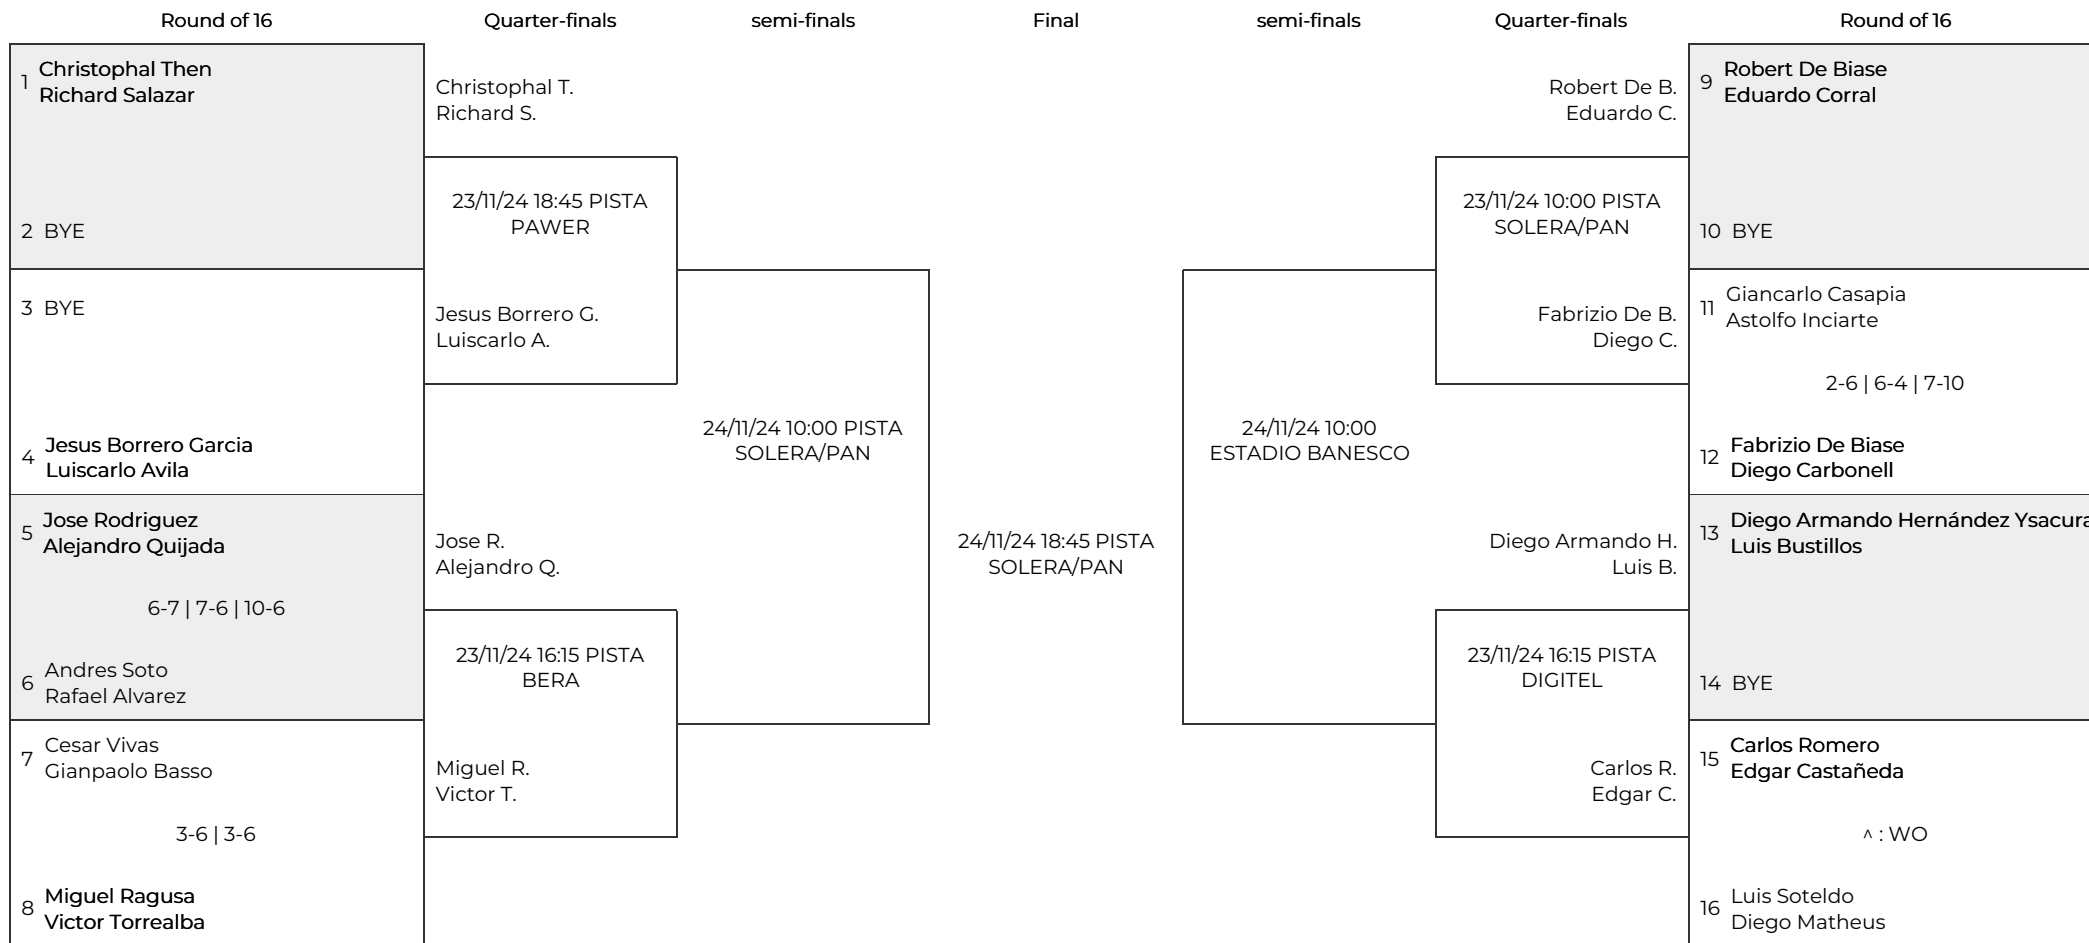 Round of 16
Quarter-finals
semi-finals
Final
semi-finals
Quarter-finals
Round of 16
1
Christophal Then
Richard Salazar
2 BYE
3 BYE
4
Jesus Borrero Garcia
Luiscarlo Avila
5
Jose Rodriguez
Alejandro Quijada
6-7 | 7-6 | 10-6
6
Andres Soto
Rafael Alvarez
7
Cesar Vivas
Gianpaolo Basso
3-6 | 3-6
8
Miguel Ragusa
Victor Torrealba
Christophal T.
Richard S.
23/11/24 18:45 PISTA
PAWER
Jesus Borrero G.
Luiscarlo A.
Jose R.
Alejandro Q.
23/11/24 16:15 PISTA
BERA
Miguel R.
Victor T.
24/11/24 10:00 PISTA
SOLERA/PAN
24/11/24 18:45 PISTA
SOLERA/PAN
24/11/24 10:00
ESTADIO BANESCO
Robert De B.
Eduardo C.
23/11/24 10:00 PISTA
SOLERA/PAN
Fabrizio De B.
Diego C.
Diego Armando H.
Luis B.
23/11/24 16:15 PISTA
DIGITEL
Carlos R.
Edgar C.
9
Robert De Biase
Eduardo Corral
10 BYE
11
Giancarlo Casapia
Astolfo Inciarte
2-6 | 6-4 | 7-10
12
Fabrizio De Biase
Diego Carbonell
13
Diego Armando Hernández Ysacura
Luis Bustillos
14 BYE
15
Carlos Romero
Edgar Castañeda
^ : WO
16
Luis Soteldo
Diego Matheus